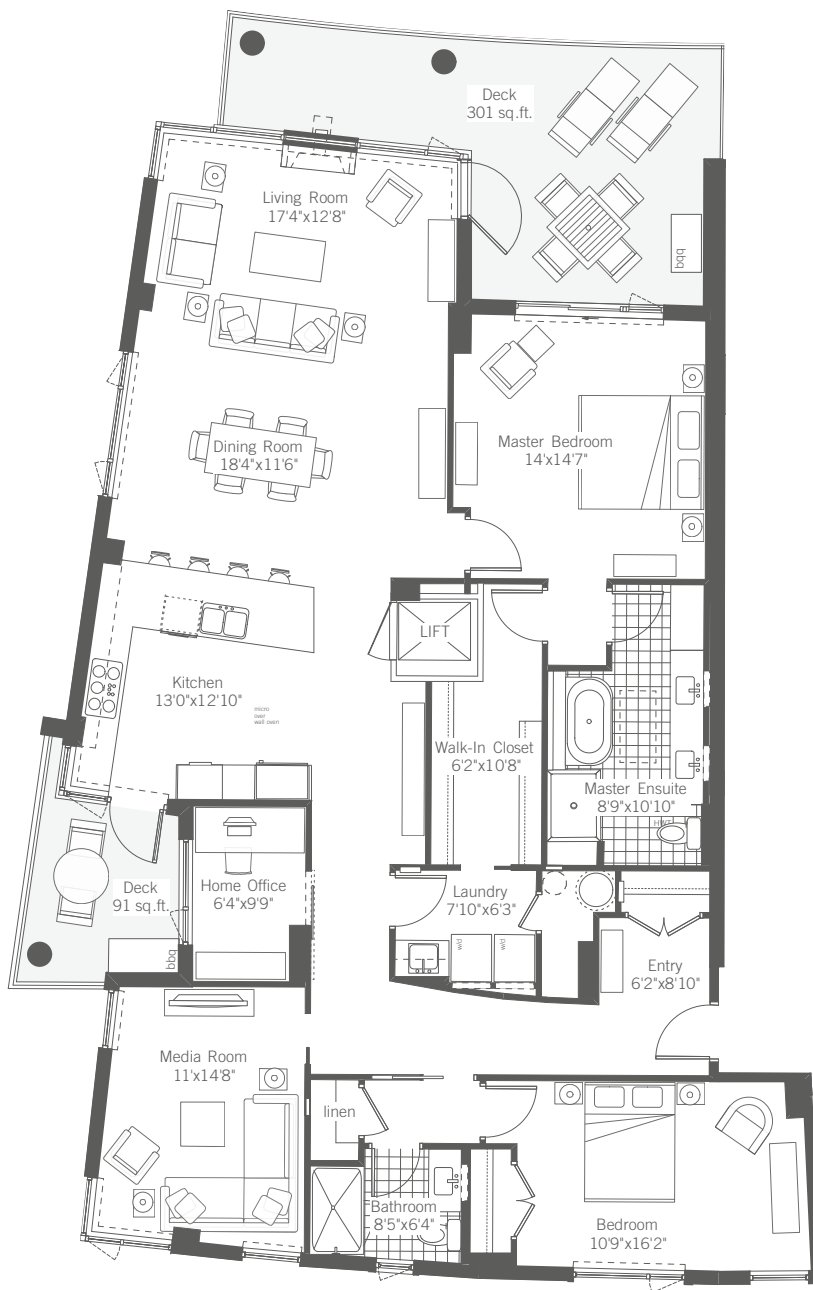 Deck
301 sq.ft.
Living Room
17'4"x12'8"
bbq
Dining Room
18'4"x11'6"
Master Bedroom
14'x14'7"
LIFT
Kitchen
13'0"x12'10"
micro
over
wall oven
Walk-In Closet
6'2"x10'8"
Master Ensuite
8'9"x10'10"
HWT
Deck
91 sq.ft.
Home Office
6'4"x9'9"
Laundry
7'10"x6'3"
w/d
w/d
bbq
Entry
6'2"x8'10"
Media Room
11'x14'8"
linen
Bathroom
8'5"x6'4"
Bedroom
10'9"x16'2"